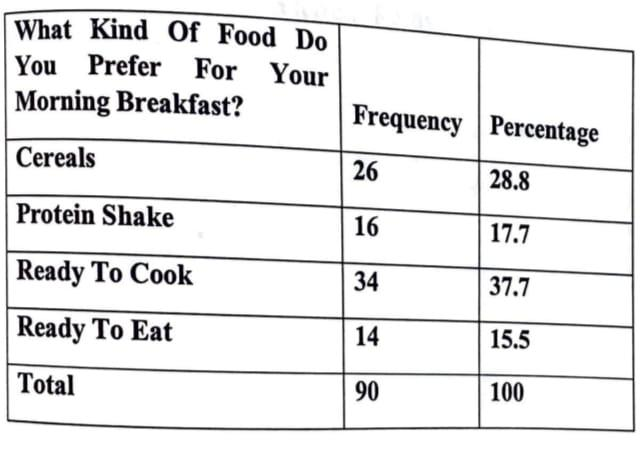 What Kind Of Food Do
You Prefer For Your
Morning Breakfast? Frequency Percentage
Cereals 26 28.8
Protein Shake 16 17.7
Ready To Cook 34 37.7
Ready To Eat 14 15.5
Total 90 100